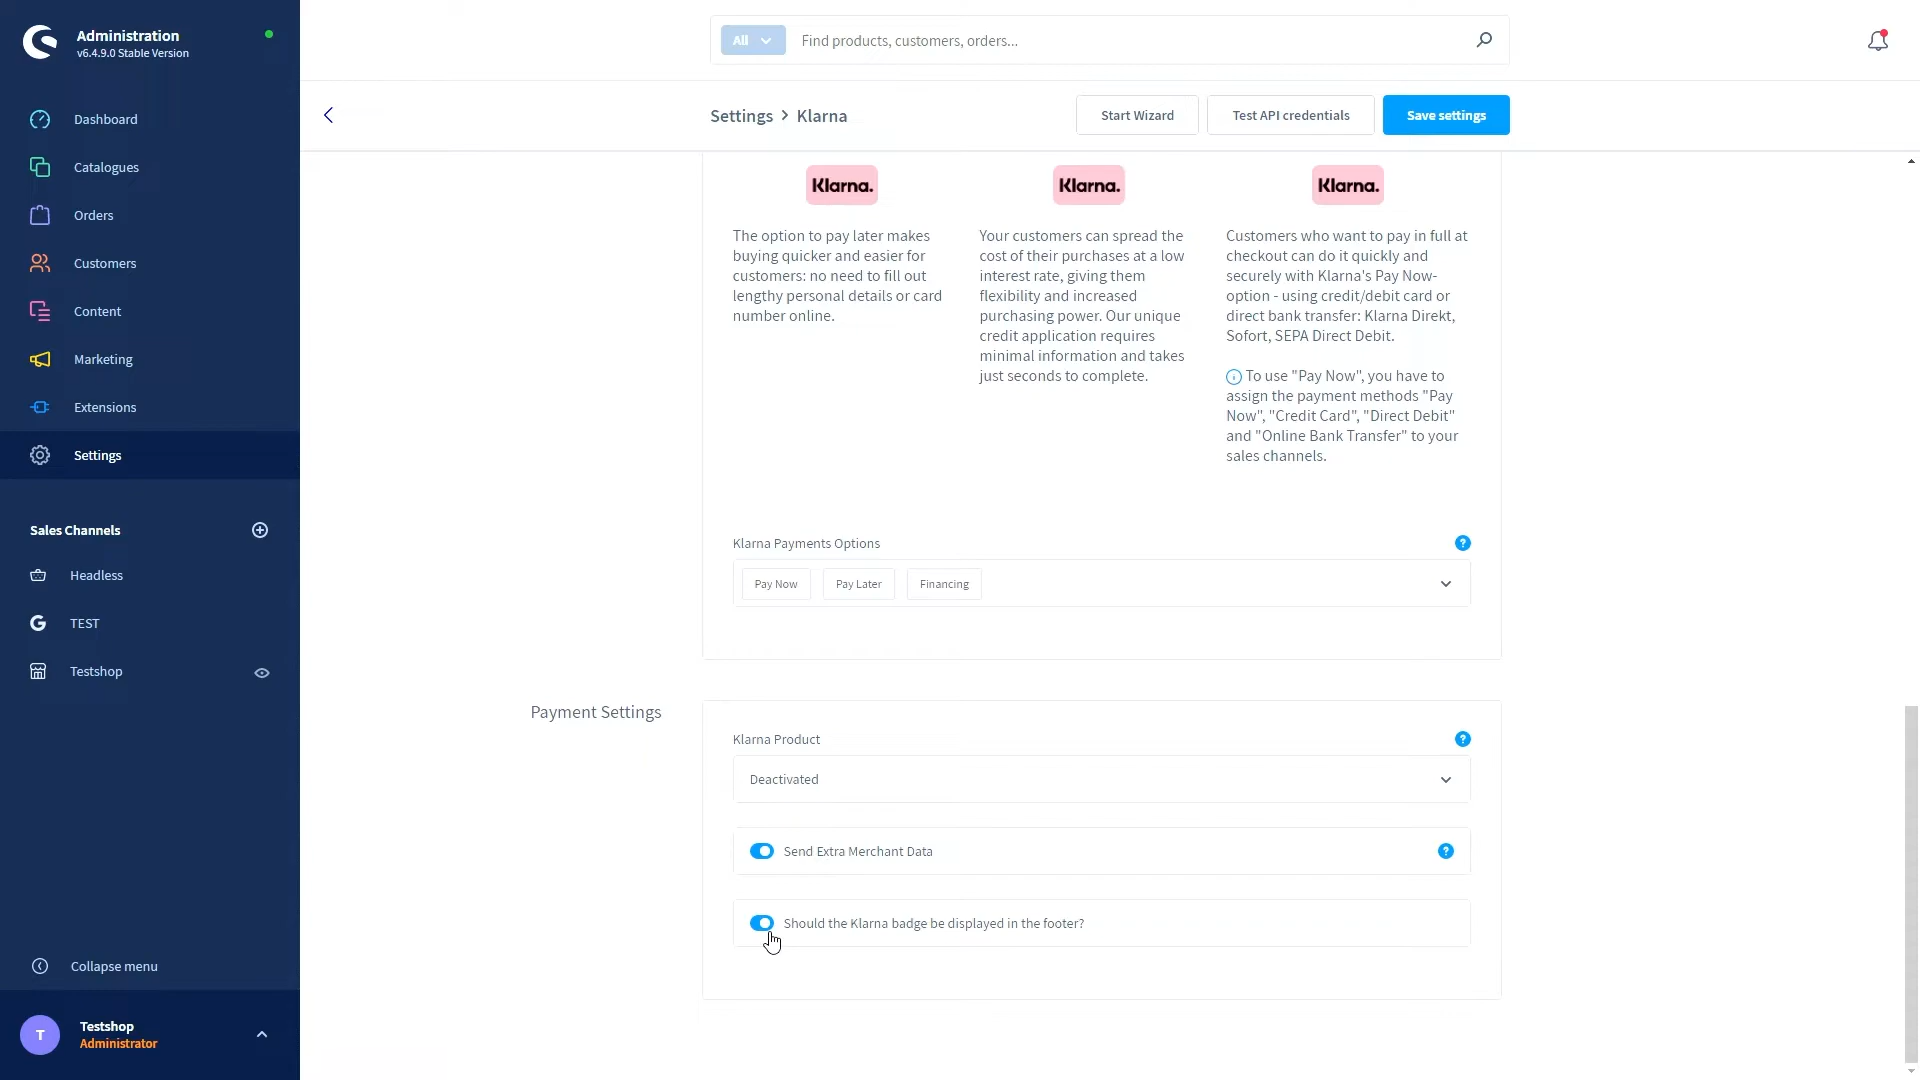 Administration
v6.4.9.0 Stable Version
All
Find products, customers, orders...
Dashboard
Catalogues
Orders
Customers
Content
Marketing
Extensions
Settings
Sales Channels
Headless
TEST
Testshop
Collapse menu
T
Testshop
Administrator
Settings > Klarna
Start Wizard
Test API credentials
Save settings
Klarna.
The option to pay later makes
buying quicker and easier for
customers: no need to fill out
lengthy personal details or card
number online.
Klarna.
Your customers can spread the
cost of their purchases at a low
interest rate, giving them
flexibility and increased
purchasing power. Our unique
credit application requires
minimal information and takes
just seconds to complete.
Klarna.
Customers who want to pay in full at
checkout can do it quickly and
securely with Klarna's Pay Now-
option - using credit/debit card or
direct bank transfer: Klarna Direkt,
Sofort, SEPA Direct Debit.
To use "Pay Now", you have to
assign the payment methods "Pay
Now", "Credit Card", "Direct Debit"
and "Online Bank Transfer" to your
sales channels.
Klarna Payments Options
?
Pay Now
Pay Later
Financing
Payment Settings
Klarna Product
?
Deactivated
Send Extra Merchant Data
?
Should the Klarna badge be displayed in the footer?